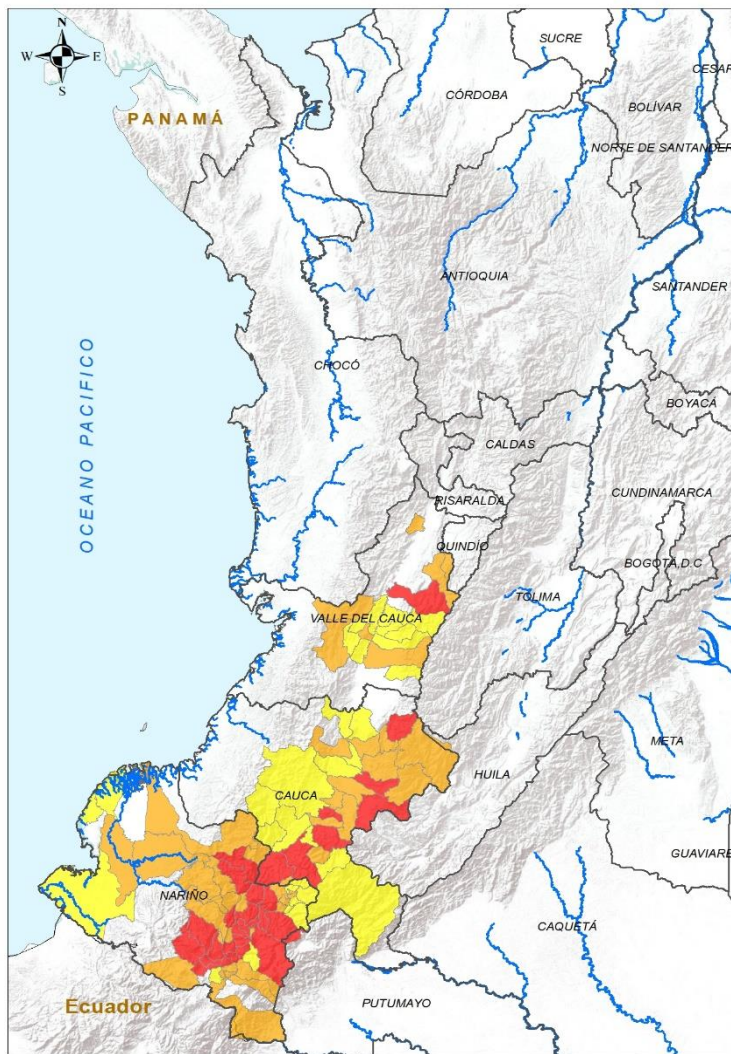 N
W E
S
SUCRE
CESAR
CÓRDOBA
BOLÍVAR
PANAMÁ
NORTE DE SANTANDER
ANTIOQUIA
SANTANDER
OCEANO PACIFICO
CHOCÓ
BOYACÁ
CALDAS
CUNDINAMARCA
RISARALDA
QUINDÍO
BOGOTÁ,D.C
TOLIMA
VALLE DEL CAUCA
META
HUILA
CAUCA
GUAVIARE
NARIÑO
CAQUETÁ
Ecuador
PUTUMAYO